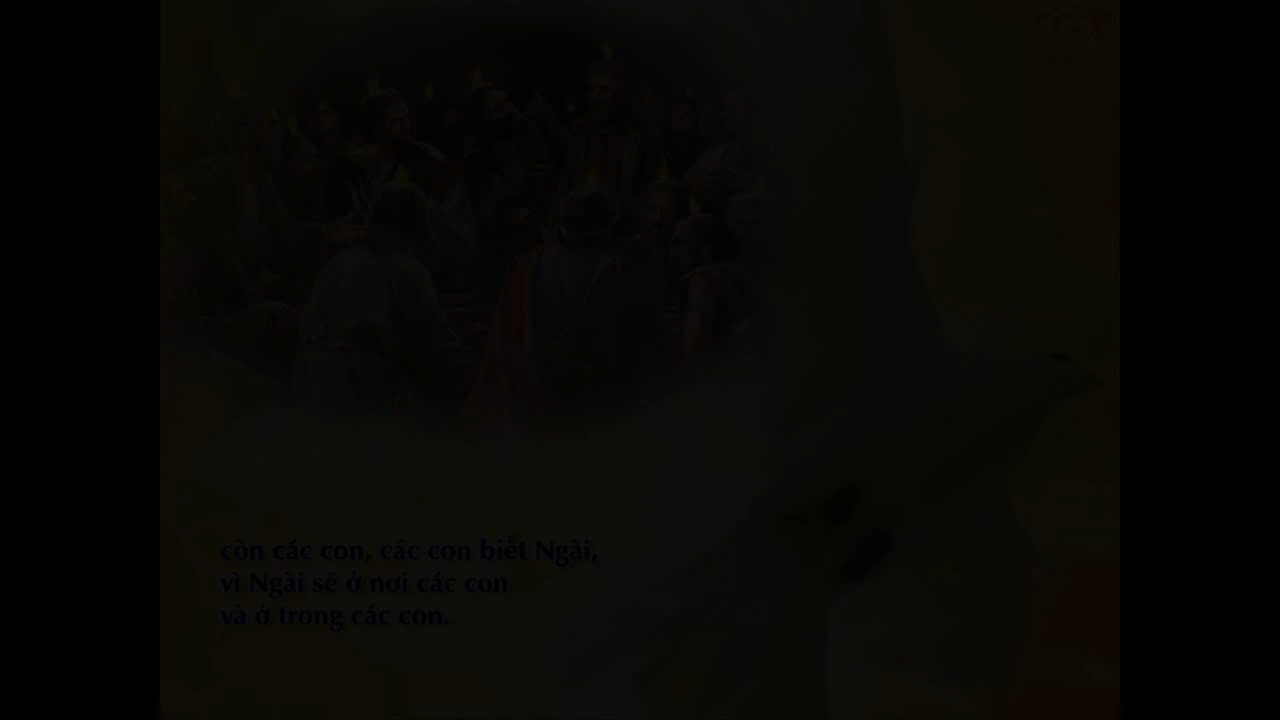 còn các con, các con biết Ngài,
vì Ngài sẽ ở nơi các con
và ở trong các con.